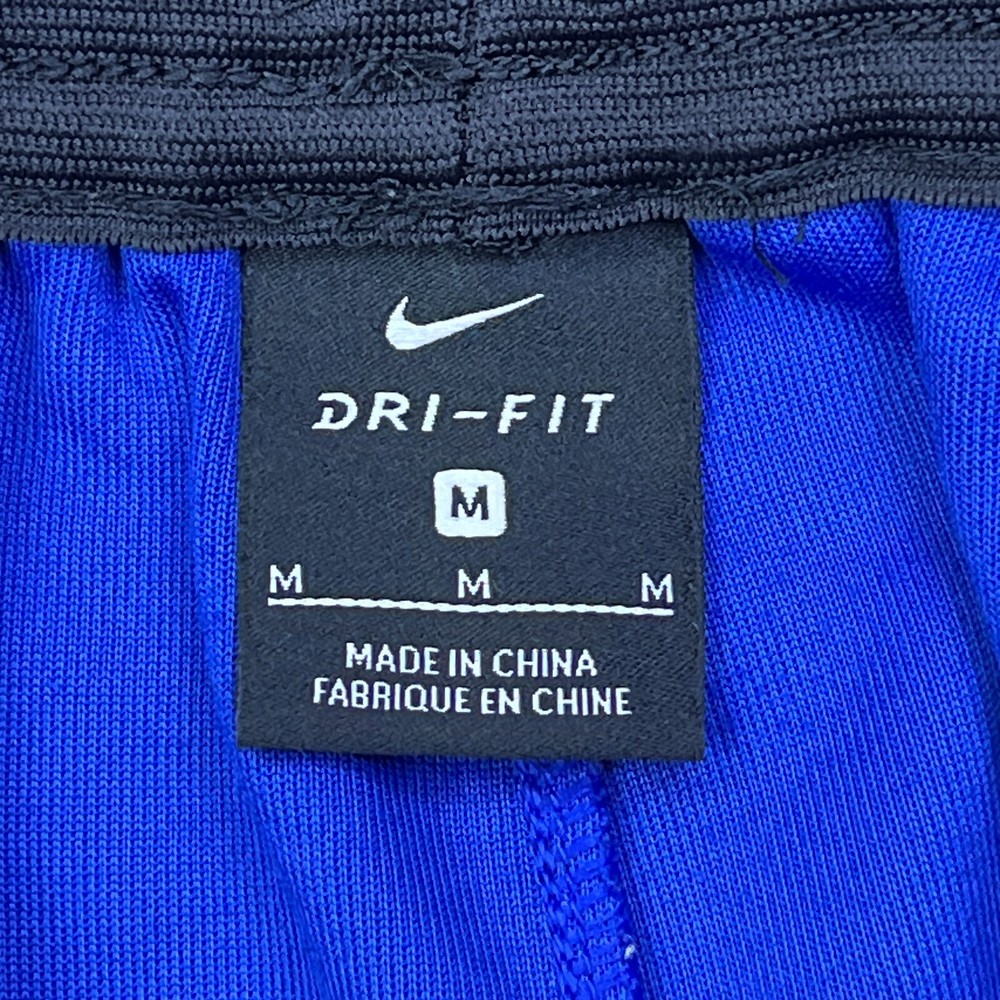 DRI-FIT
M
M M M
MADE IN CHINA
FABRIQUE EN CHINE